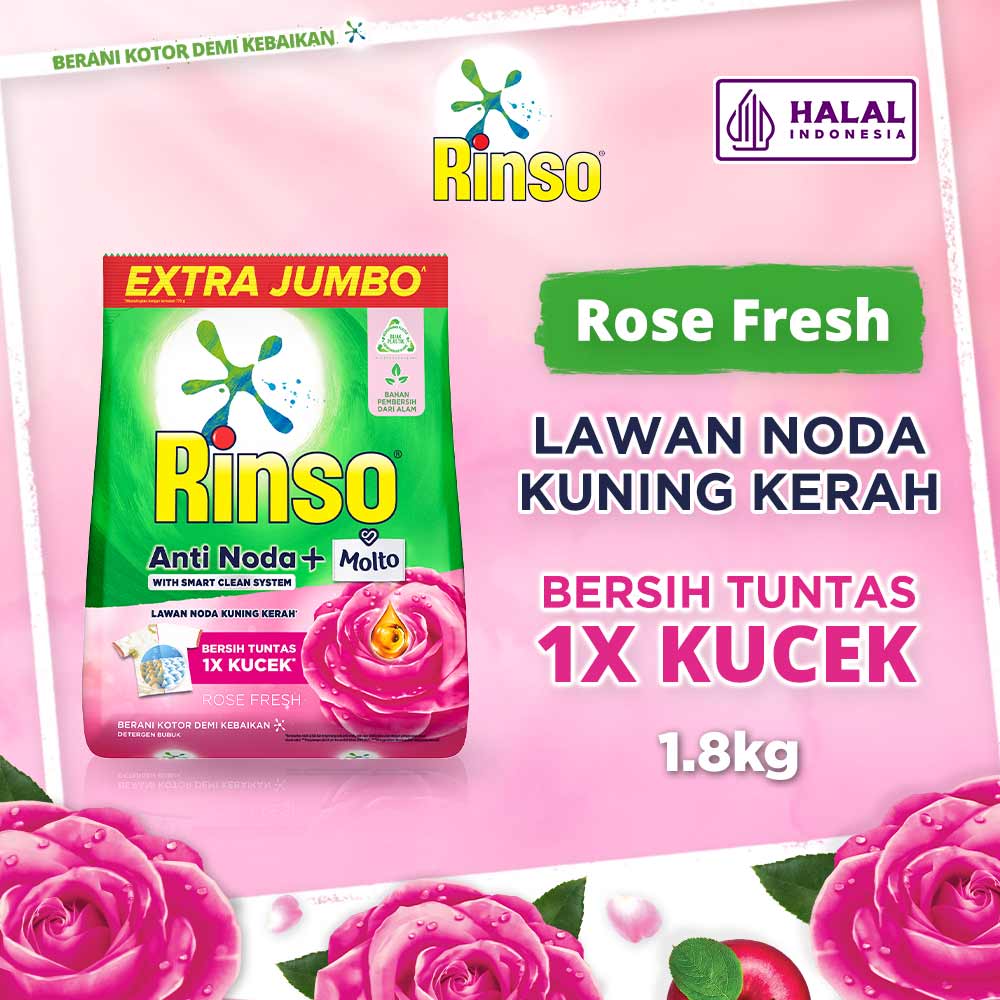 BERANI KOTOR DEMI KEBAIKAN
Rinso
HALAL
INDONESIA
EXTRA JUMBO^
BIJAK
PLASTIK
BAHAN
PEMBERSIH
DARI ALAM
Rinso®
Anti Noda +
Molto
WITH SMART CLEAN SYSTEM
LAWAN NODA KUNING KERAH
BERSIH TUNTAS
1X KUCEK
ROSE FRESH
BERANI KOTOR DEMI KEBAIKAN
DETERGEN BUBUK
Rose Fresh
LAWAN NODA
KUNING KERAH
BERSIH TUNTAS
1X KUCEK
1.8kg